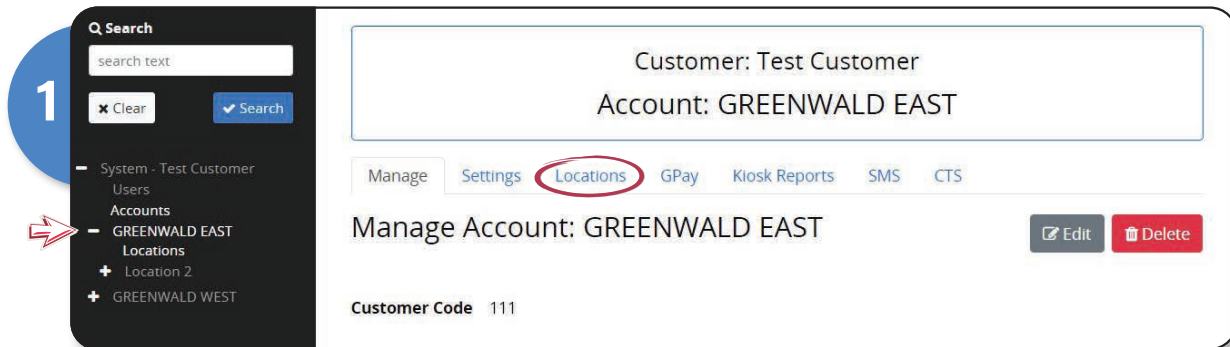 1
Search
search text
Clear
Search
System - Test Customer
Users
Accounts
GREENWALD EAST
Locations
Location 2
GREENWALD WEST
Customer: Test Customer
Account: GREENWALD EAST
Manage Settings Locations GPay Kiosk Reports SMS CTS
Manage Account: GREENWALD EAST
Edit Delete
Customer Code 111